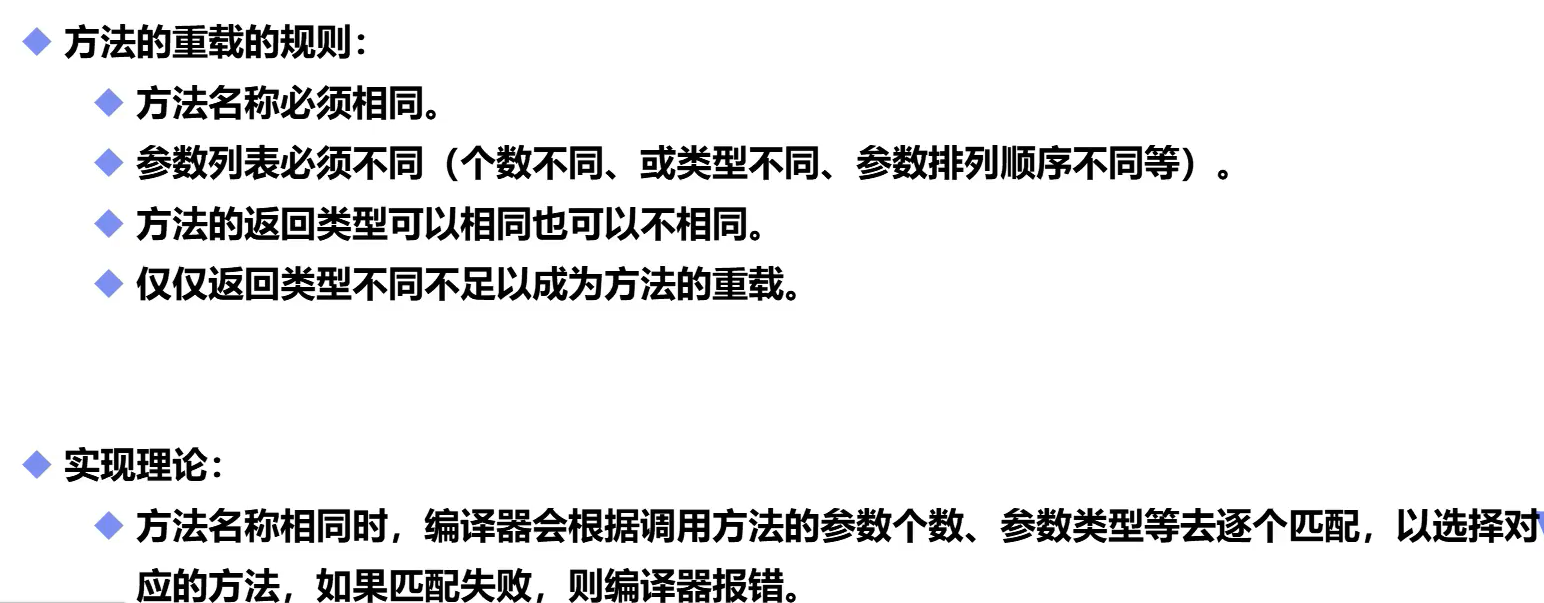 方法的重载的规则：
方法名称必须相同。
参数列表必须不同（个数不同、或类型不同、参数排列顺序不同等）。
方法的返回类型可以相同也可以不相同。
仅仅返回类型不同不足以成为方法的重载。
实现理论：
方法名称相同时，编译器会根据调用方法的参数个数、参数类型等去逐个匹配，以选择对
应的方法，如果匹配失败，则编译器报错。